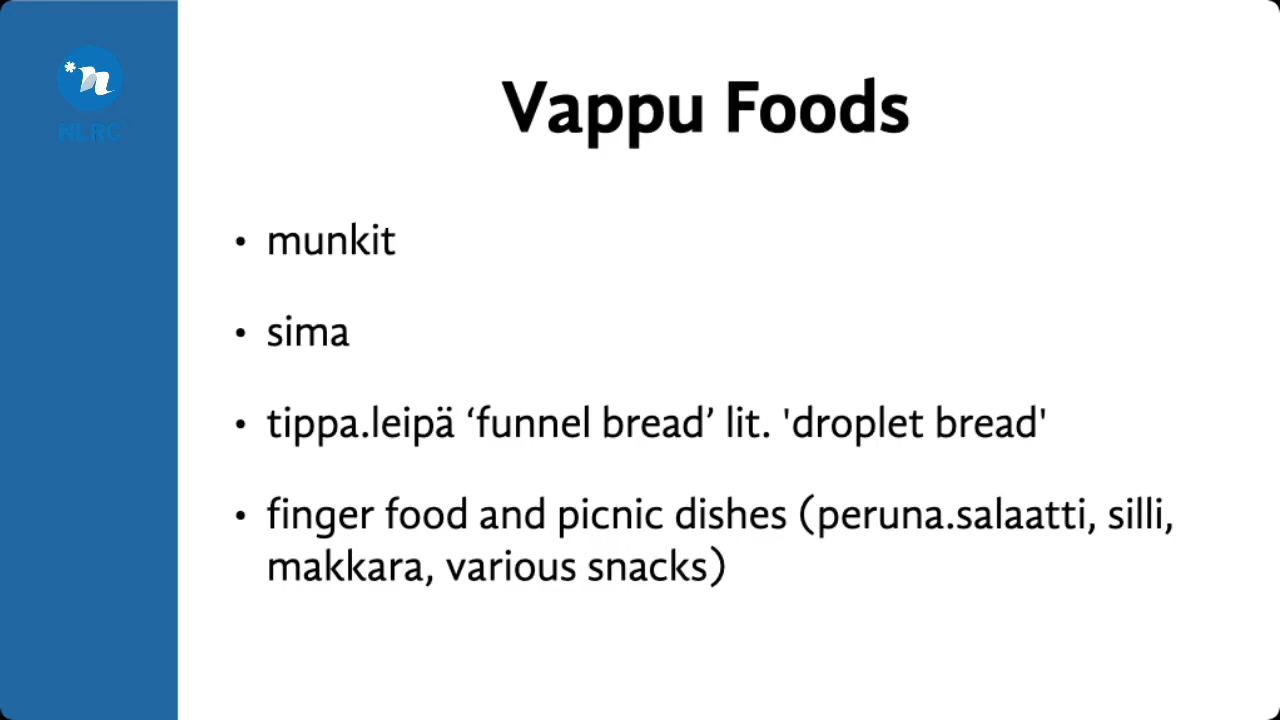 NLRC
Vappu Foods
• munkit
• sima
• tippa.leipä ‘funnel bread’ lit. 'droplet bread'
• finger food and picnic dishes (peruna.salaatti, silli,
makkara, various snacks)